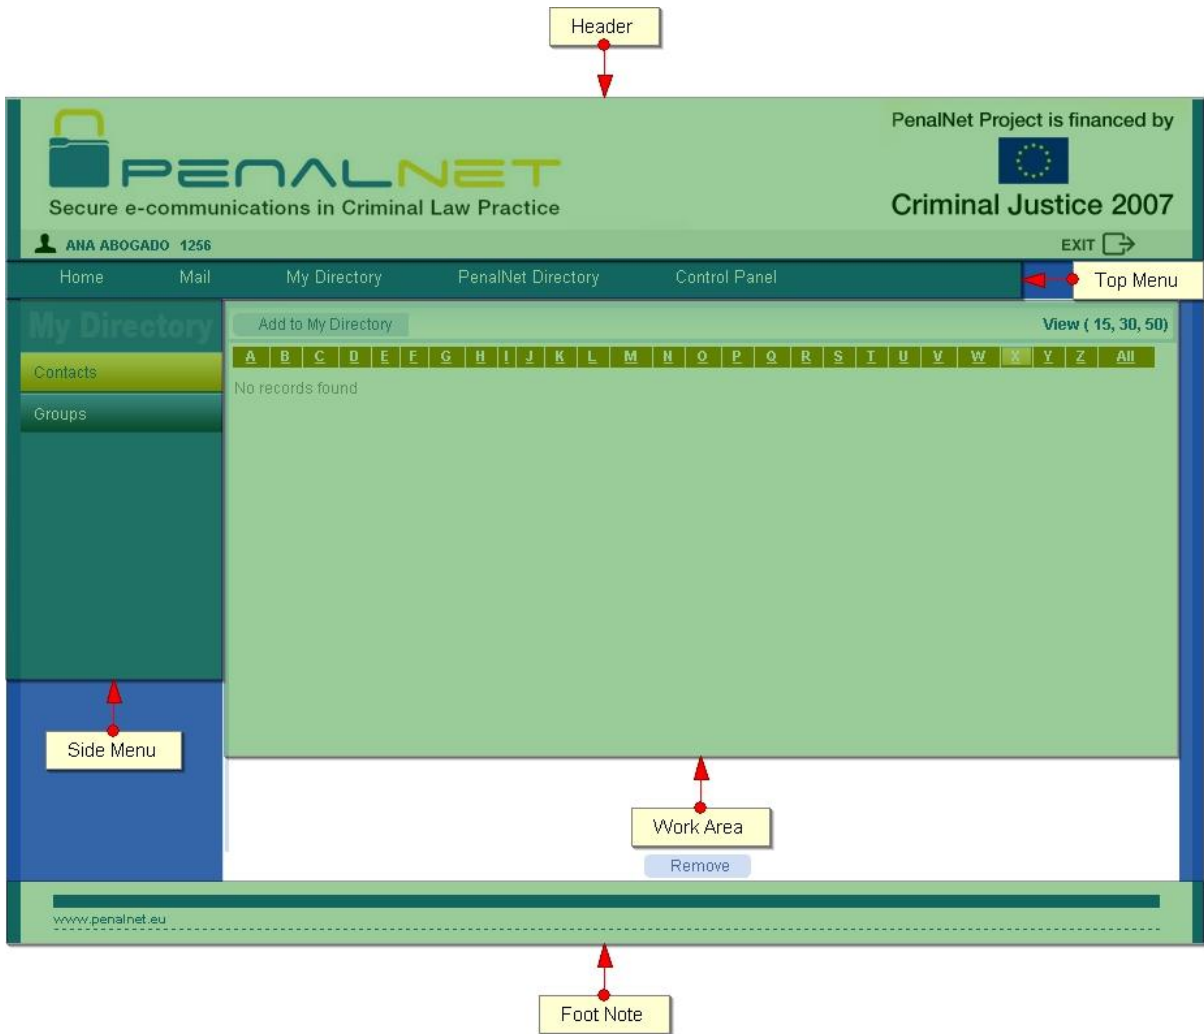 Header
PenalNet Project is financed by
PENALNET
Secure e-communications in Criminal Law Practice
Criminal Justice 2007
ANA ABOGADO 1256
EXIT
Home Mail My Directory PenalNet Directory Control Panel
Top Menu
My Directory
Add to My Directory
View ( 15, 30, 50)
A B C D E F G H I J K L M N O P Q R S T U V W X Y Z All
Contacts
No records found
Groups
Side Menu
Work Area
Remove
www.penalnet.eu
Foot Note